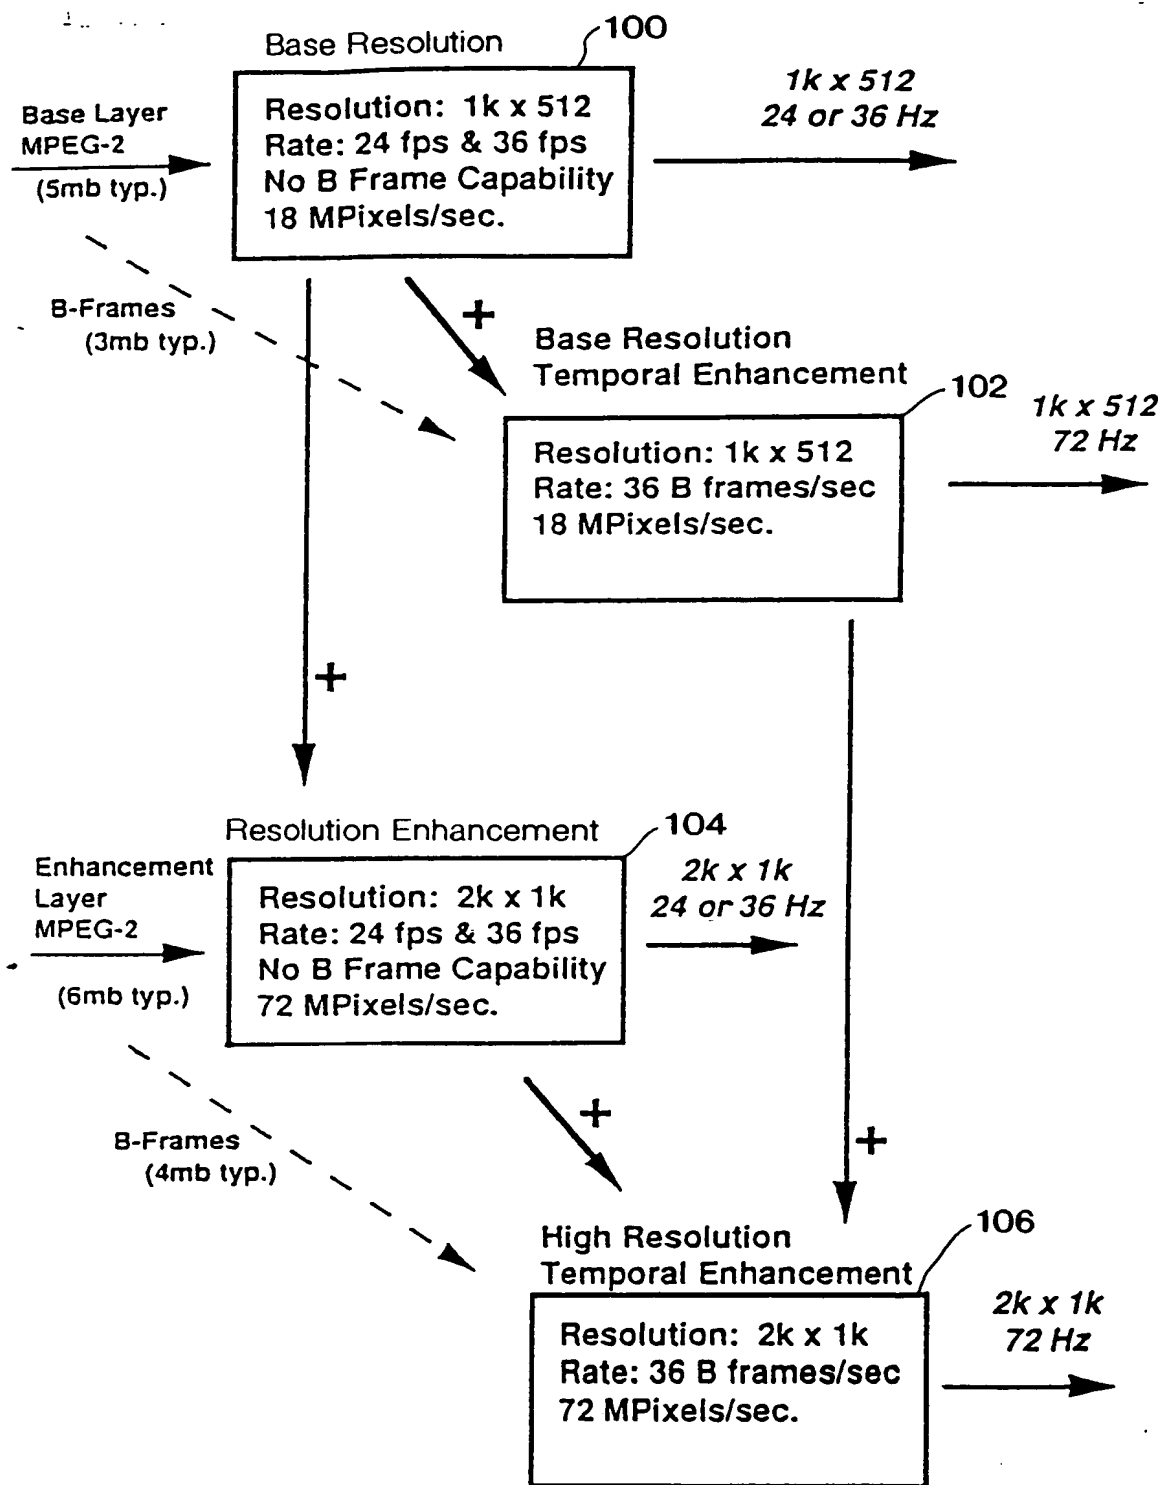 Base Resolution
100
Base Layer
MPEG-2
(5mb typ.)
Resolution: 1k x 512
Rate: 24 fps & 36 fps
No B Frame Capability
18 MPixels/sec.
1k x 512
24 or 36 Hz
B-Frames
(3mb typ.)
+
Base Resolution
Temporal Enhancement
102
Resolution: 1k x 512
Rate: 36 B frames/sec
18 MPixels/sec.
1k x 512
72 Hz
+
Resolution Enhancement
104
Enhancement
Layer
MPEG-2
(6mb typ.)
Resolution: 2k x 1k
Rate: 24 fps & 36 fps
No B Frame Capability
72 MPixels/sec.
2k x 1k
24 or 36 Hz
B-Frames
(4mb typ.)
+
+
High Resolution
Temporal Enhancement
106
Resolution: 2k x 1k
Rate: 36 B frames/sec
72 MPixels/sec.
2k x 1k
72 Hz